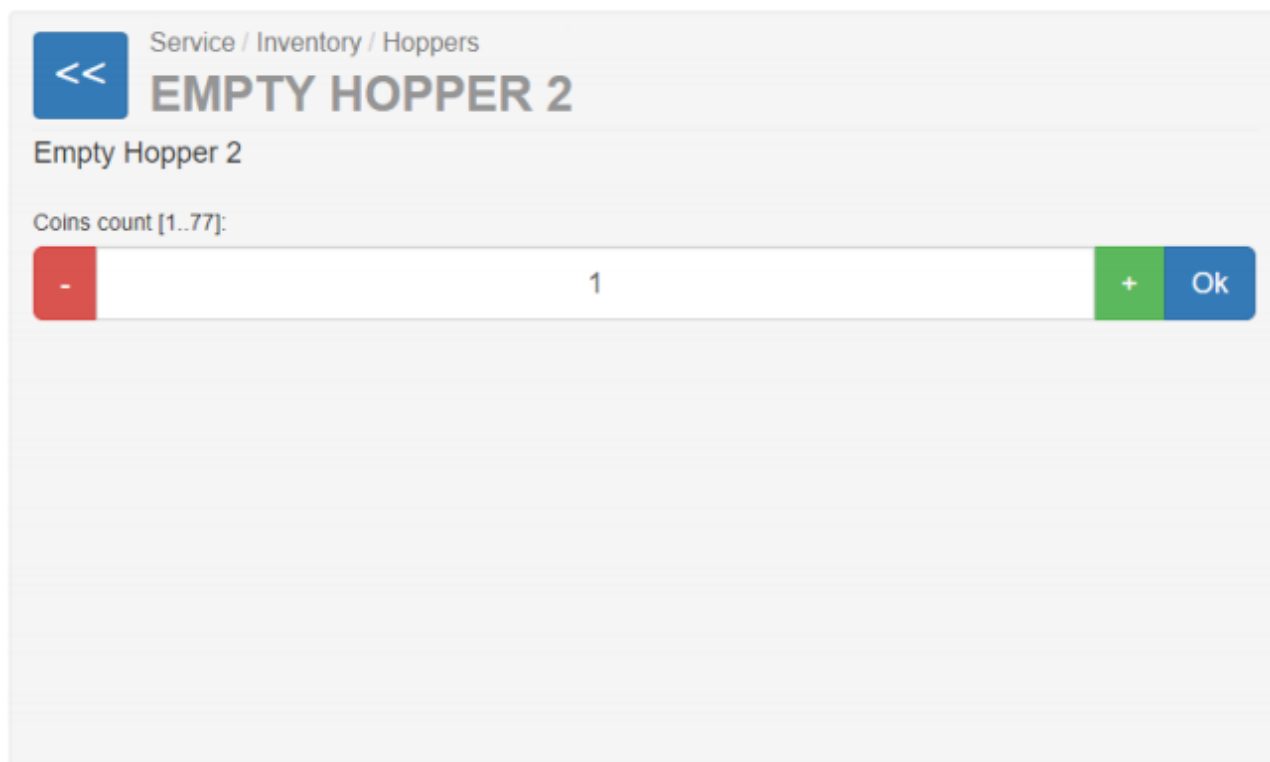 <<
Service / Inventory / Hoppers
EMPTY HOPPER 2
Empty Hopper 2
Coins count [1..77]:
- 1 + Ok